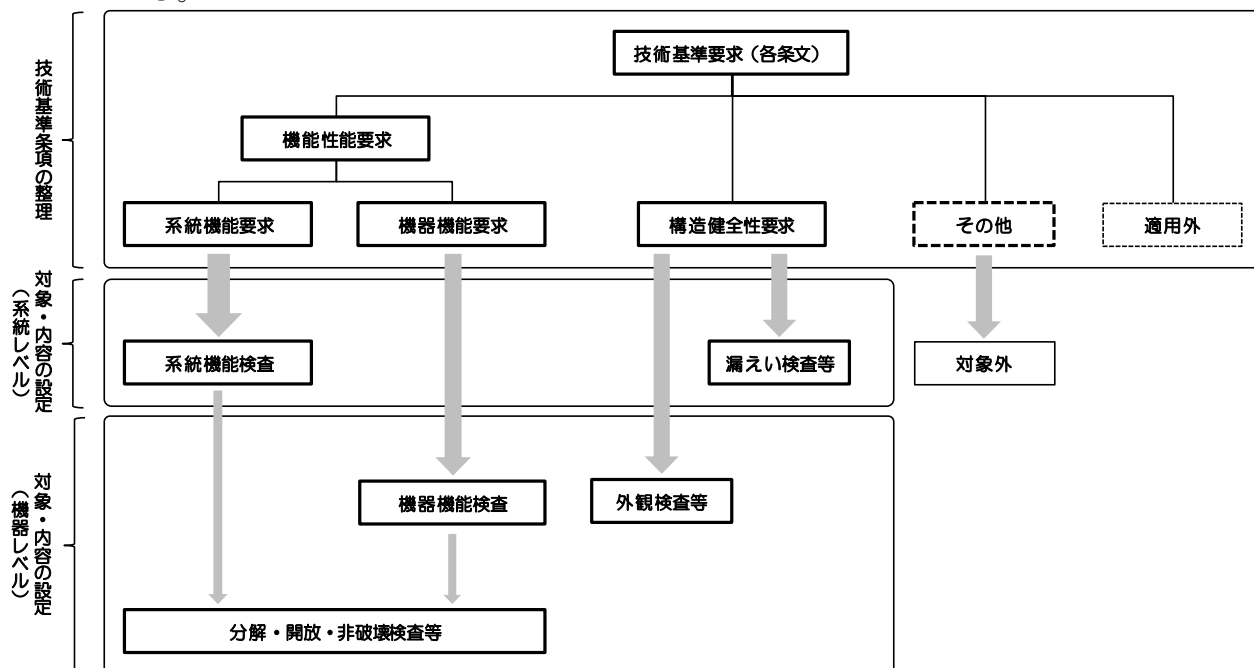 る。
技術基準要求（各条文）
機能性能要求
系統機能要求
機器機能要求
構造健全性要求
その他
適用外
技術基準条項の整理
系統機能検査
漏えい検査等
対象外
対象・内容の設定
（系統レベル）
機器機能検査
外観検査等
分解・開放・非破壊検査等
対象・内容の設定
（機器レベル）